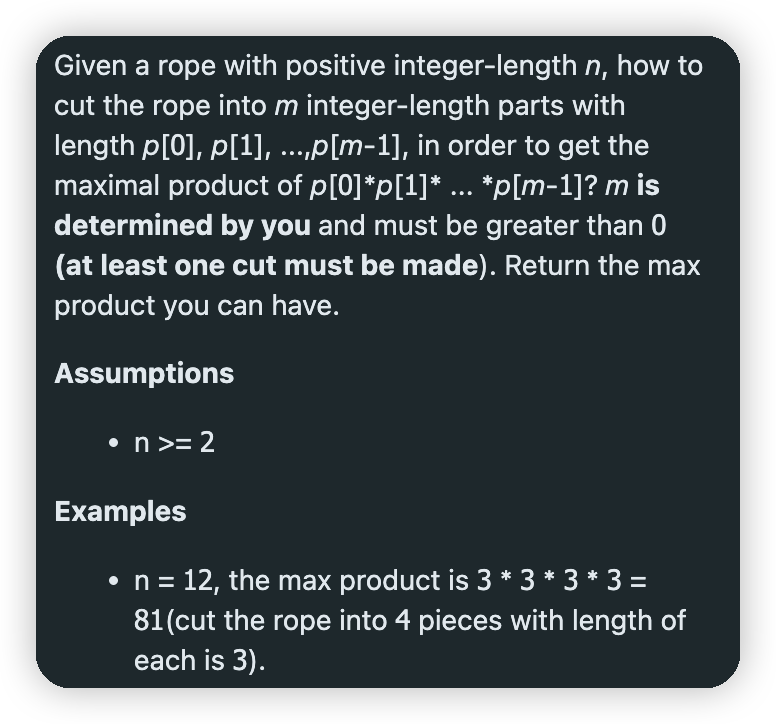 Given a rope with positive integer-length n, how to
cut the rope into m integer-length parts with
length p[0], p[1], ...,p[m-1], in order to get the
maximal product of p[0]*p[1]* ... *p[m-1]? m is
determined by you and must be greater than 0
(at least one cut must be made). Return the max
product you can have.
Assumptions
• n >= 2
Examples
• n = 12, the max product is 3 * 3 * 3 * 3 =
81(cut the rope into 4 pieces with length of
each is 3).